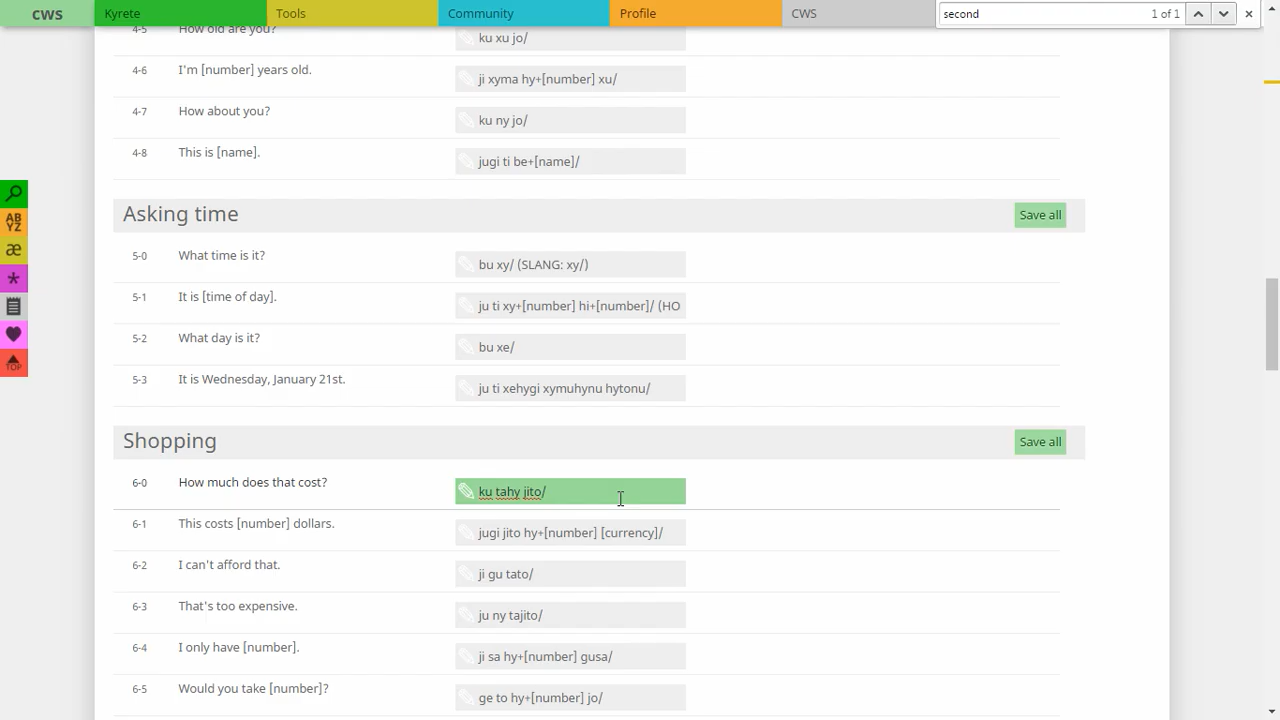 CWS Kyrete Tools Community Profile CWS second 1 of 1
4-5 How old are you? ku xu jo/
4-6 I'm [number] years old. ji xyma hy+[number] xu/
4-7 How about you? ku ny jo/
4-8 This is [name]. jugi ti be+[name]/
Asking time Save all
5-0 What time is it? bu xy/ (SLANG: xy/)
5-1 It is [time of day]. ju ti xy+[number] hi+[number]/ (HO
5-2 What day is it? bu xe/
5-3 It is Wednesday, January 21st. ju ti xehygi xymuhynu hytonu/
Shopping Save all
6-0 How much does that cost? ku tahy jito/
6-1 This costs [number] dollars. jugi jito hy+[number] [currency]/
6-2 I can't afford that. ji gu tato/
6-3 That's too expensive. ju ny tajito/
6-4 I only have [number]. ji sa hy+[number] gusa/
6-5 Would you take [number]? ge to hy+[number] jo/
AB
YZ
æ
*
TOP